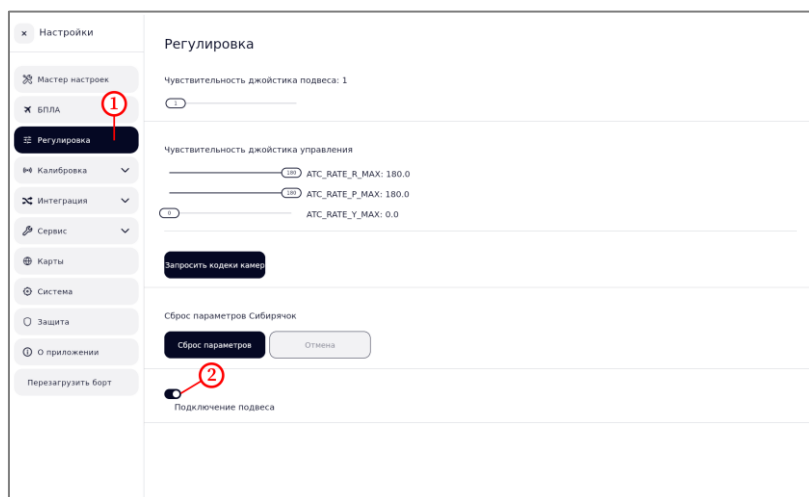 × Настройки
Мастер настроек
БПЛА
1
Регулировка
Калибровка
Интеграция
Сервис
Карты
Система
Защита
О приложении
Перезагрузить борт
Регулировка
Чувствительность джойстика подвеса: 1
1
Чувствительность джойстика управления
180 ATC_RATE_R_MAX: 180.0
180 ATC_RATE_P_MAX: 180.0
0 ATC_RATE_Y_MAX: 0.0
Запросить кодеки камер
Сброс параметров Сибирячок
Сброс параметров Отмена
2
Подключение подвеса